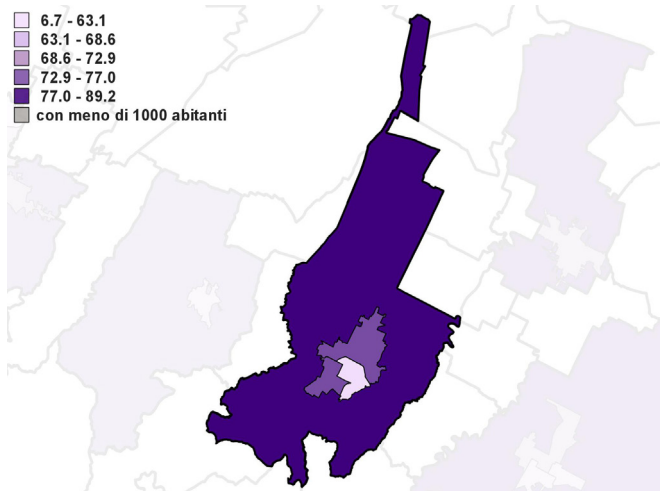 6.7 - 63.1
63.1 - 68.6
68.6 - 72.9
72.9 - 77.0
77.0 - 89.2
con meno di 1000 abitanti